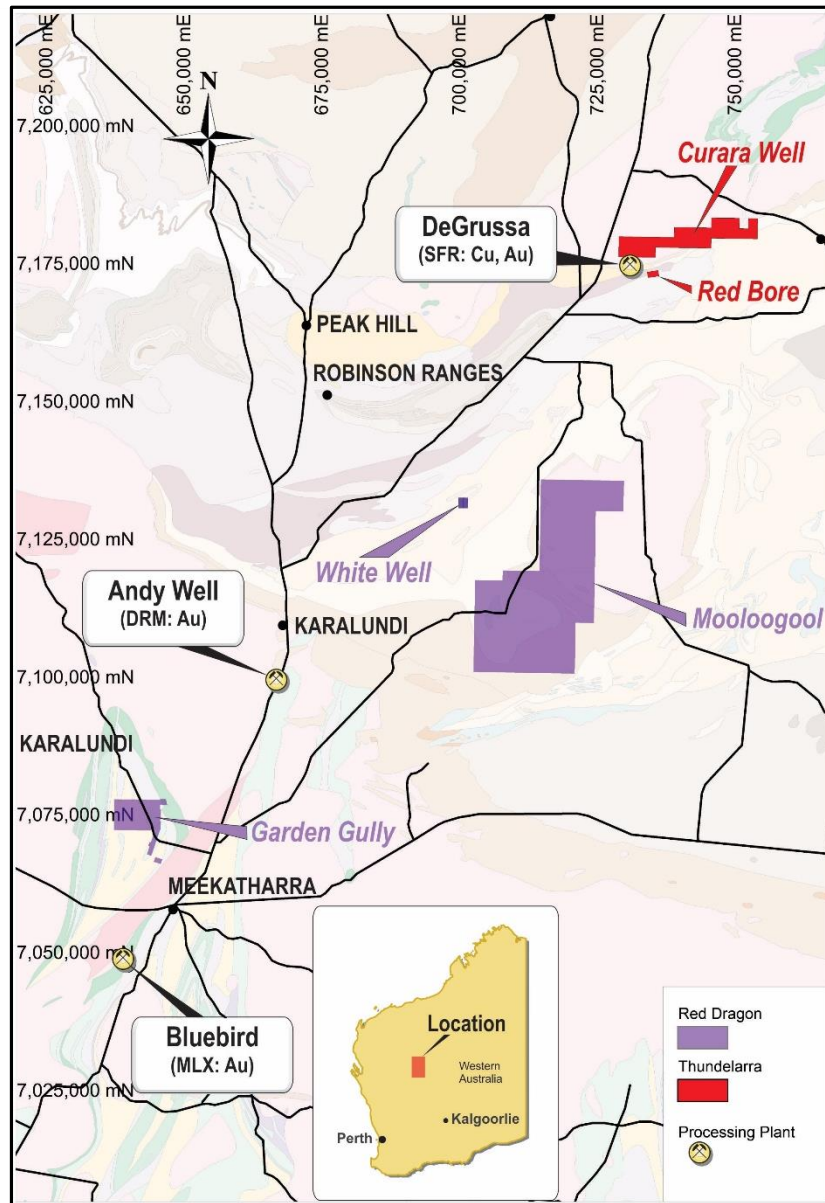 625,000 mE
650,000 mE
675,000 mE
700,000 mE
725,000 mE
750,000 mE
N
7,200,000 mN
Curara Well
DeGrussa
(SFR: Cu, Au)
7,175,000 mN
Red Bore
PEAK HILL
ROBINSON RANGES
7,150,000 mN
7,125,000 mN
White Well
Andy Well
(DRM: Au)
KARALUNDI
Mooloogool
7,100,000 mN
KARALUNDI
7,075,000 mN
Garden Gully
MEEKATHARRA
7,050,000 mN
Bluebird
(MLX: Au)
7,025,000 mN
Location
Western
Australia
Kalgoorlie
Perth
Red Dragon
Thundelarra
Processing Plant